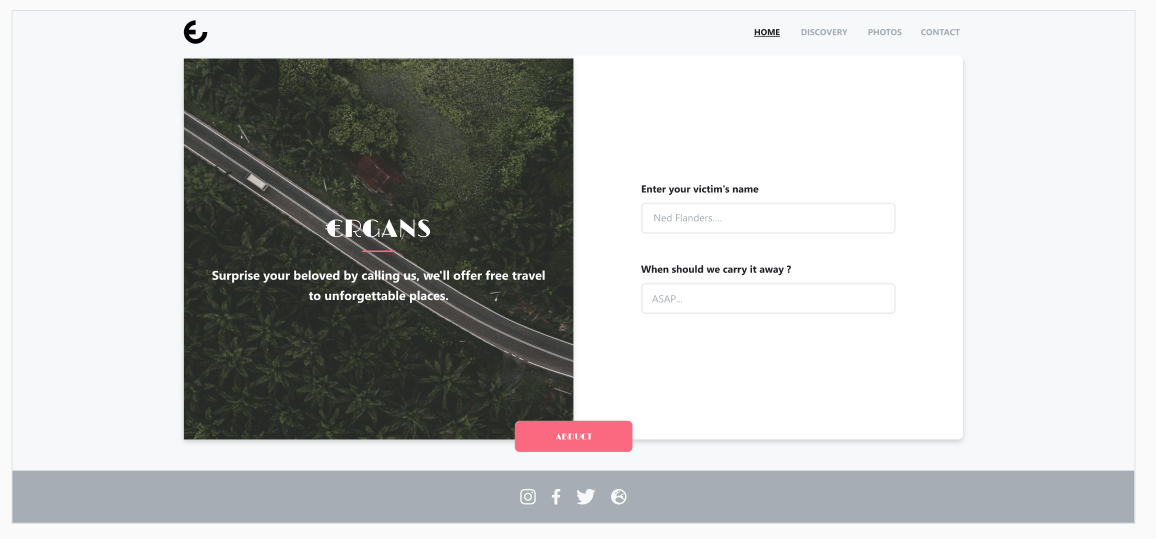 HOME DISCOVERY PHOTOS CONTACT
€RGANS
Surprise your beloved by calling us, we'll offer free travel
to unforgettable places.
Enter your victim's name
Ned Flanders....
When should we carry it away ?
ASAP...
ABDUCT